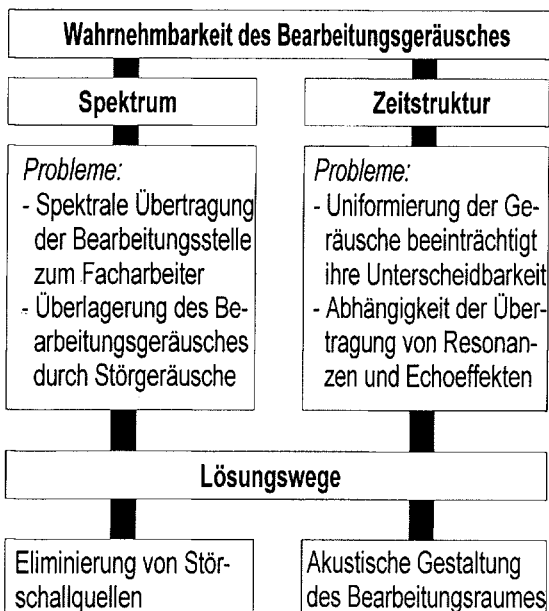 Wahrnehmbarkeit des Bearbeitungsgeräusches
Spektrum
Probleme:
- Spektrale Übertragung
der Bearbeitungsstelle
zum Facharbeiter
- Überlagerung des Be-
arbeitungsgeräusches
durch Störgeräusche
Zeitstruktur
Probleme:
- Uniformierung der Ge-
räusche beeinträchtigt
ihre Unterscheidbarkeit
- Abhängigkeit der Über-
tragung von Resonan-
zen und Echoeffekten
Lösungswege
Eliminierung von Stör-
schallquellen
Akustische Gestaltung
des Bearbeitungsraumes